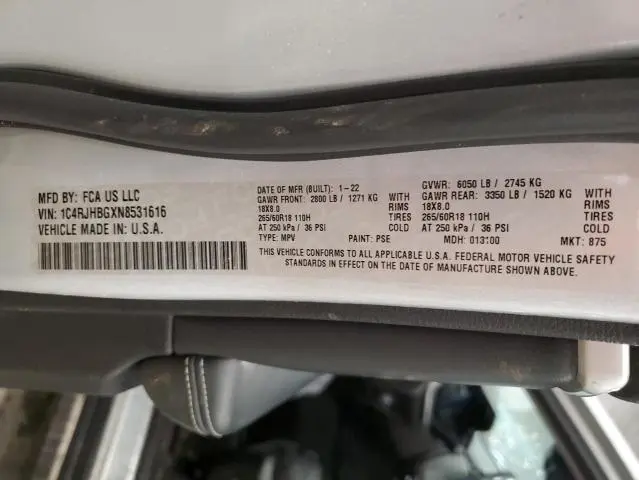 MFD BY: FCA US LLC
VIN: 1C4RJHBGXN8531616
VEHICLE MADE IN: U.S.A.
DATE OF MFR (BUILT): 1-22
GAWR FRONT: 2800 LB / 1271 KG WITH
18X8.0 RIMS
265/60R18 110H TIRES
AT 250 kPa / 36 PSI COLD
TYPE: MPV PAINT: PSE
GVWR: 6050 LB / 2745 KG
GAWR REAR: 3350 LB / 1520 KG WITH
18X8.0 RIMS
265/60R18 110H TIRES
AT 250 kPa / 36 PSI COLD
MDH: 013100 MKT: 875
THIS VEHICLE CONFORMS TO ALL APPLICABLE U.S.A. FEDERAL MOTOR VEHICLE SAFETY
STANDARDS IN EFFECT ON THE DATE OF MANUFACTURE SHOWN ABOVE.